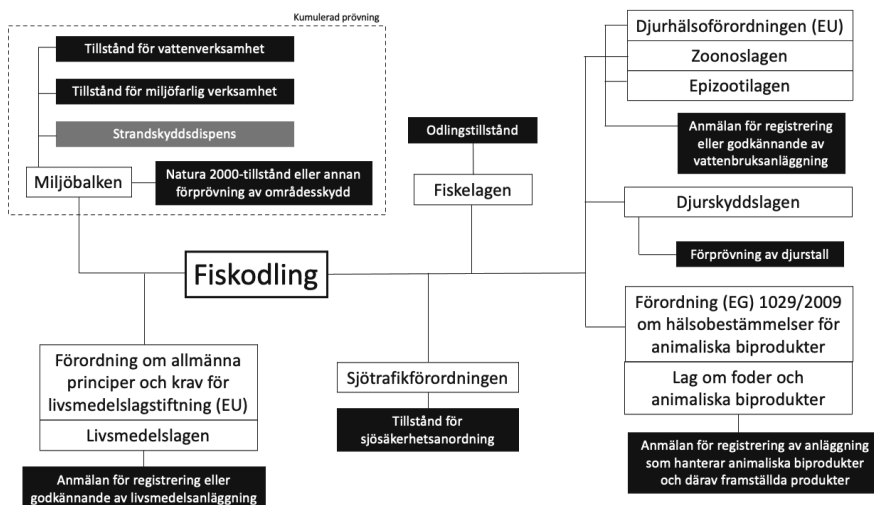 Kumulerad prövning
Tillstånd för vattenverksamhet
Tillstånd för miljöfarlig verksamhet
Strandskyddsdispens
Miljöbalken
Natura 2000-tillstånd eller annan
förprövning av områdesskydd
Odlingstillstånd
Fiskelagen
Djurhälsoförordningen (EU)
Zoonoslagen
Epizootilagen
Anmälan för registrering
eller godkännande av
vattenbruksanläggning
Djurskyddslagen
Förprövning av djurstall
Fiskodling
Förordning (EG) 1029/2009
om hälsobestämmelser för
animaliska biprodukter
Lag om foder och
animaliska biprodukter
Anmälan för registrering av anläggning
som hanterar animaliska biprodukter
och därav framställda produkter
Förordning om allmänna
principer och krav för
livsmedelslagstiftning (EU)
Livsmedelslagen
Anmälan för registrering eller
godkännande av livsmedelsanläggning
Sjötrafikförordningen
Tillstånd för
sjösäkerhetsanordning